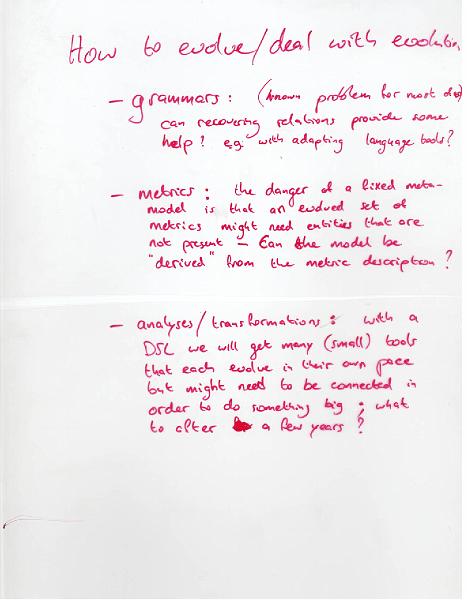 How to evolve/deal with evolution
- grammars : (known problem for most of us)
can recovering relations provide some
help? e.g. with adapting language tools?
- metrics : the danger of a fixed meta-
model is that an evolved set of
metrics might need entities that are
not present - Can the model be
"derived" from the metric description ?
- analyses/transformations : with a
DSL we will get many (small) tools
that each evolve in their own pace
but might need to be connected in
order to do something big ; what
to after a few years ?